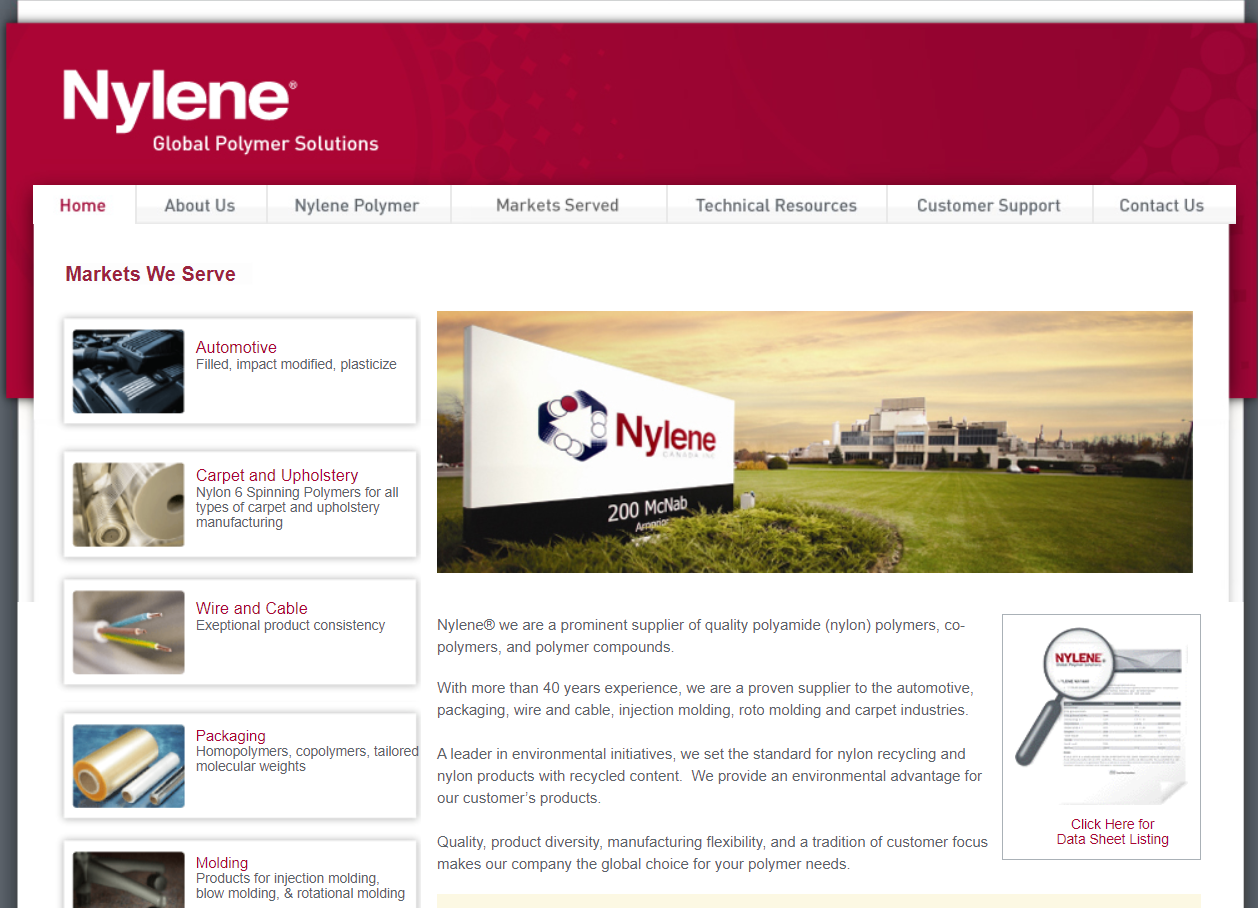 Nylene®
Global Polymer Solutions
Home
About Us
Nylene Polymer
Markets Served
Technical Resources
Customer Support
Contact Us
Markets We Serve
Automotive
Filled, impact modified, plasticize
Carpet and Upholstery
Nylon 6 Spinning Polymers for all
types of carpet and upholstery
manufacturing
Wire and Cable
Exeptional product consistency
Packaging
Homopolymers, copolymers, tailored
molecular weights
Molding
Products for injection molding,
blow molding, & rotational molding
Nylene
CANADA INC
200 McNab
Nylene® we are a prominent supplier of quality polyamide (nylon) polymers, co-
polymers, and polymer compounds.
With more than 40 years experience, we are a proven supplier to the automotive,
packaging, wire and cable, injection molding, roto molding and carpet industries.
A leader in environmental initiatives, we set the standard for nylon recycling and
nylon products with recycled content.  We provide an environmental advantage for
our customer’s products.
Quality, product diversity, manufacturing flexibility, and a tradition of customer focus
makes our company the global choice for your polymer needs.
NYLENE®
Global Polymer Solutions
Click Here for
Data Sheet Listing